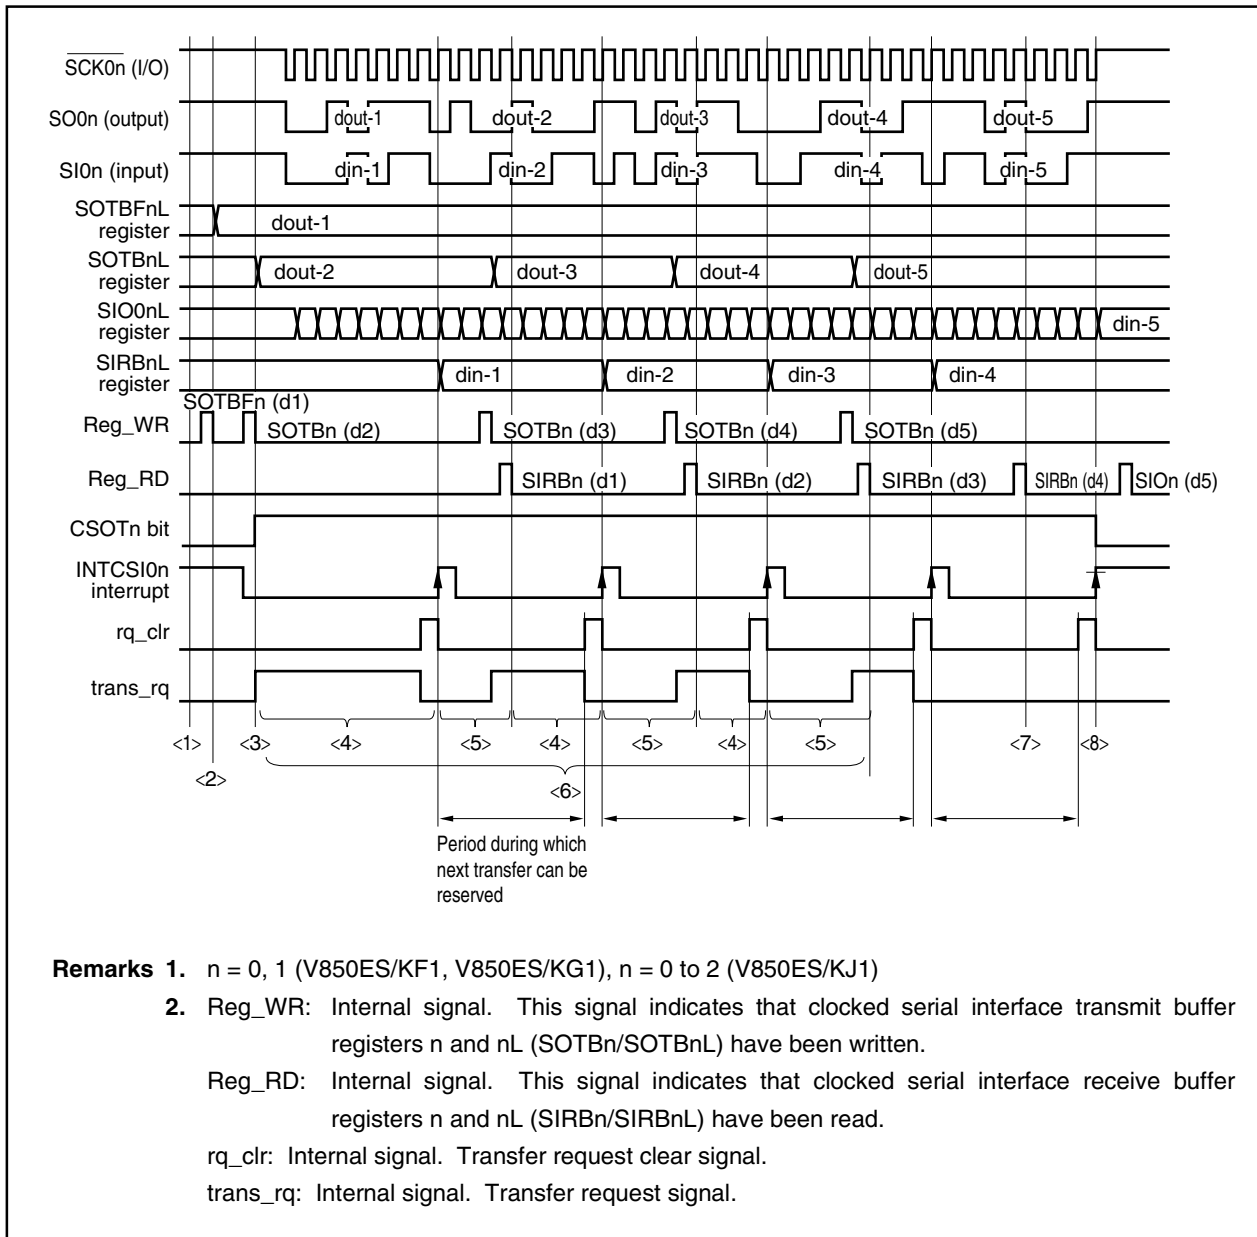 SCK0n (I/O)
SO0n (output)
dout-1 dout-2 dout-3 dout-4 dout-5
SI0n (input)
din-1 din-2 din-3 din-4 din-5
SOTBFnL
register
dout-1
SOTBnL
register
dout-2 dout-3 dout-4 dout-5
SIO0nL
register
din-5
SIRBnL
register
din-1 din-2 din-3 din-4
SOTBFn (d1)
Reg_WR
SOTBn (d2) SOTBn (d3) SOTBn (d4) SOTBn (d5)
Reg_RD
SIRBn (d1) SIRBn (d2) SIRBn (d3) SIRBn (d4) SIOn (d5)
CSOTn bit
INTCSI0n
interrupt
rq_clr
trans_rq
<1> <3> <4> <5> <4> <5> <4> <5> <7> <8>
<2> <6>
Period during which
next transfer can be
reserved
Remarks 1. n = 0, 1 (V850ES/KF1, V850ES/KG1), n = 0 to 2 (V850ES/KJ1)
2. Reg_WR: Internal signal. This signal indicates that clocked serial interface transmit buffer
registers n and nL (SOTBn/SOTBnL) have been written.
Reg_RD: Internal signal. This signal indicates that clocked serial interface receive buffer
registers n and nL (SIRBn/SIRBnL) have been read.
rq_clr: Internal signal. Transfer request clear signal.
trans_rq: Internal signal. Transfer request signal.